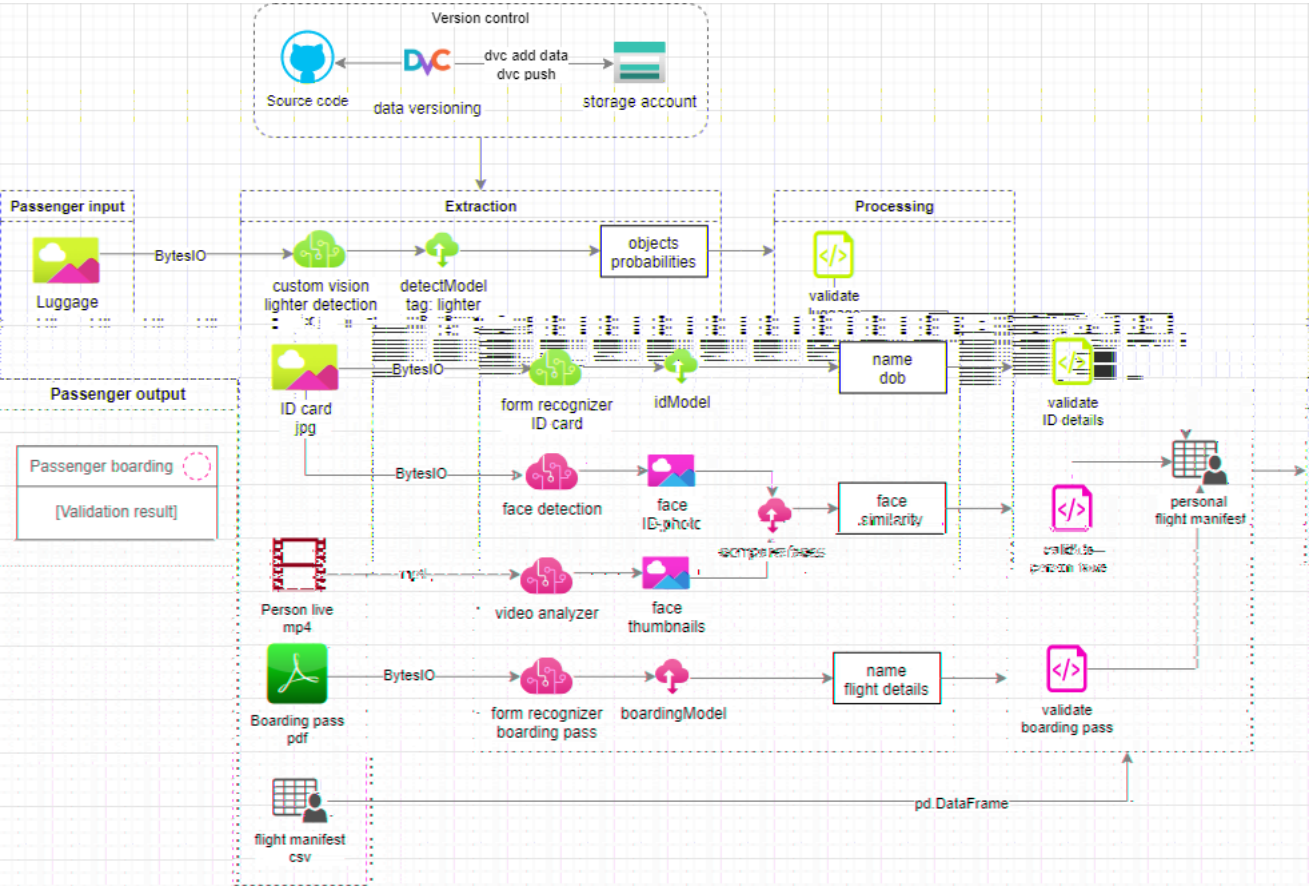 Version control
DVC
dvc add data
dvc push
Source code
data versioning
storage account
Passenger input
Extraction
Processing
BytesIO
objects
probabilities
Luggage
custom vision
lighter detection
detectModel
tag: lighter
validate
BytesIO
name
dob
Passenger output
ID card
jpg
form recognizer
ID card
idModel
validate
ID details
Passenger boarding
[Validation result]
BytesIO
face detection
face
ID-photo
face
similarity
personal
flight manifest
Person live
mp4
video analyzer
face
thumbnails
BytesIO
name
flight details
Boarding pass
pdf
form recognizer
boarding pass
boardingModel
validate
boarding pass
pd.DataFrame
flight manifest
csv